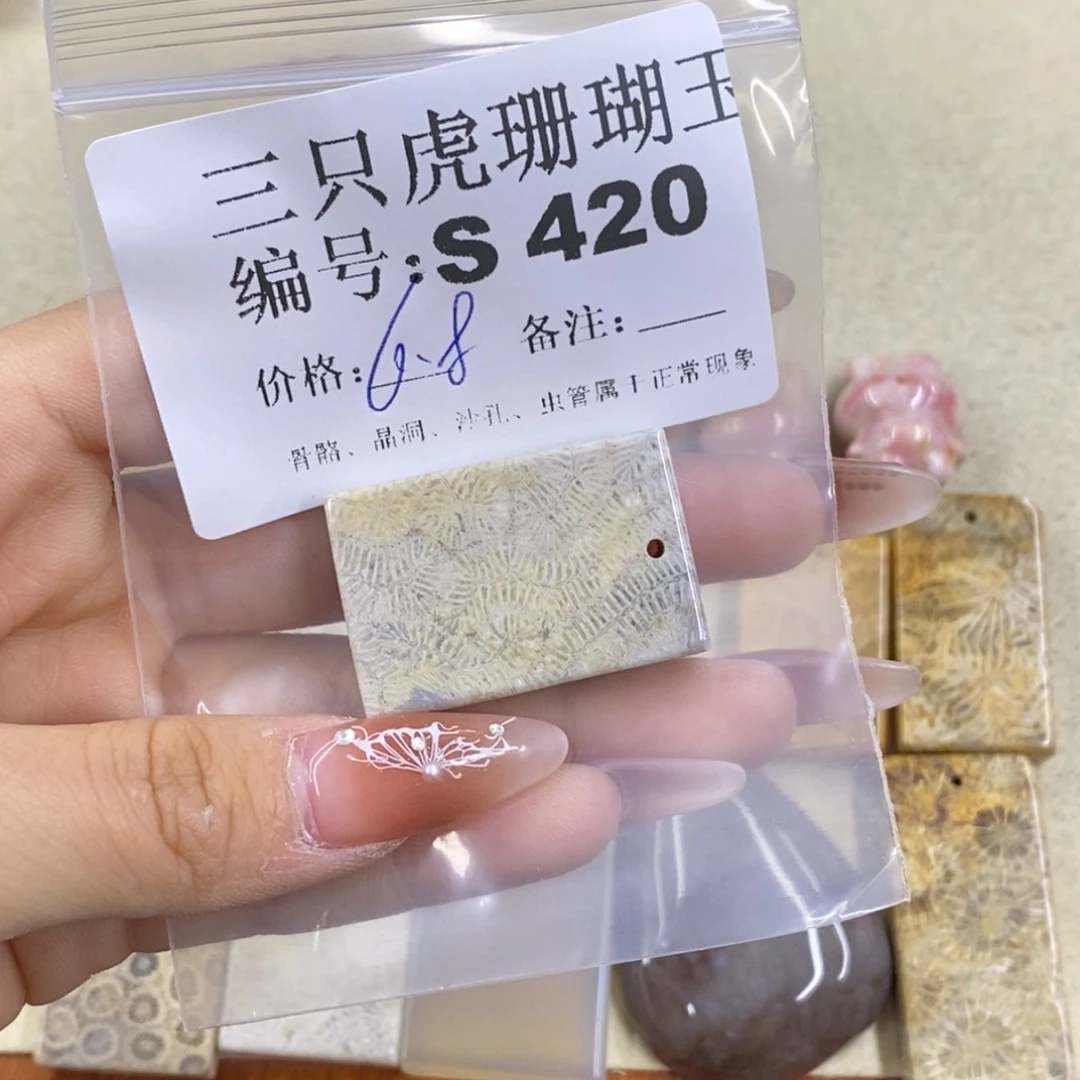 三只虎珊瑚玉
编号:S 420
价格:6.8 备注:
骨骼、晶洞、沙孔、虫管属于正常现象